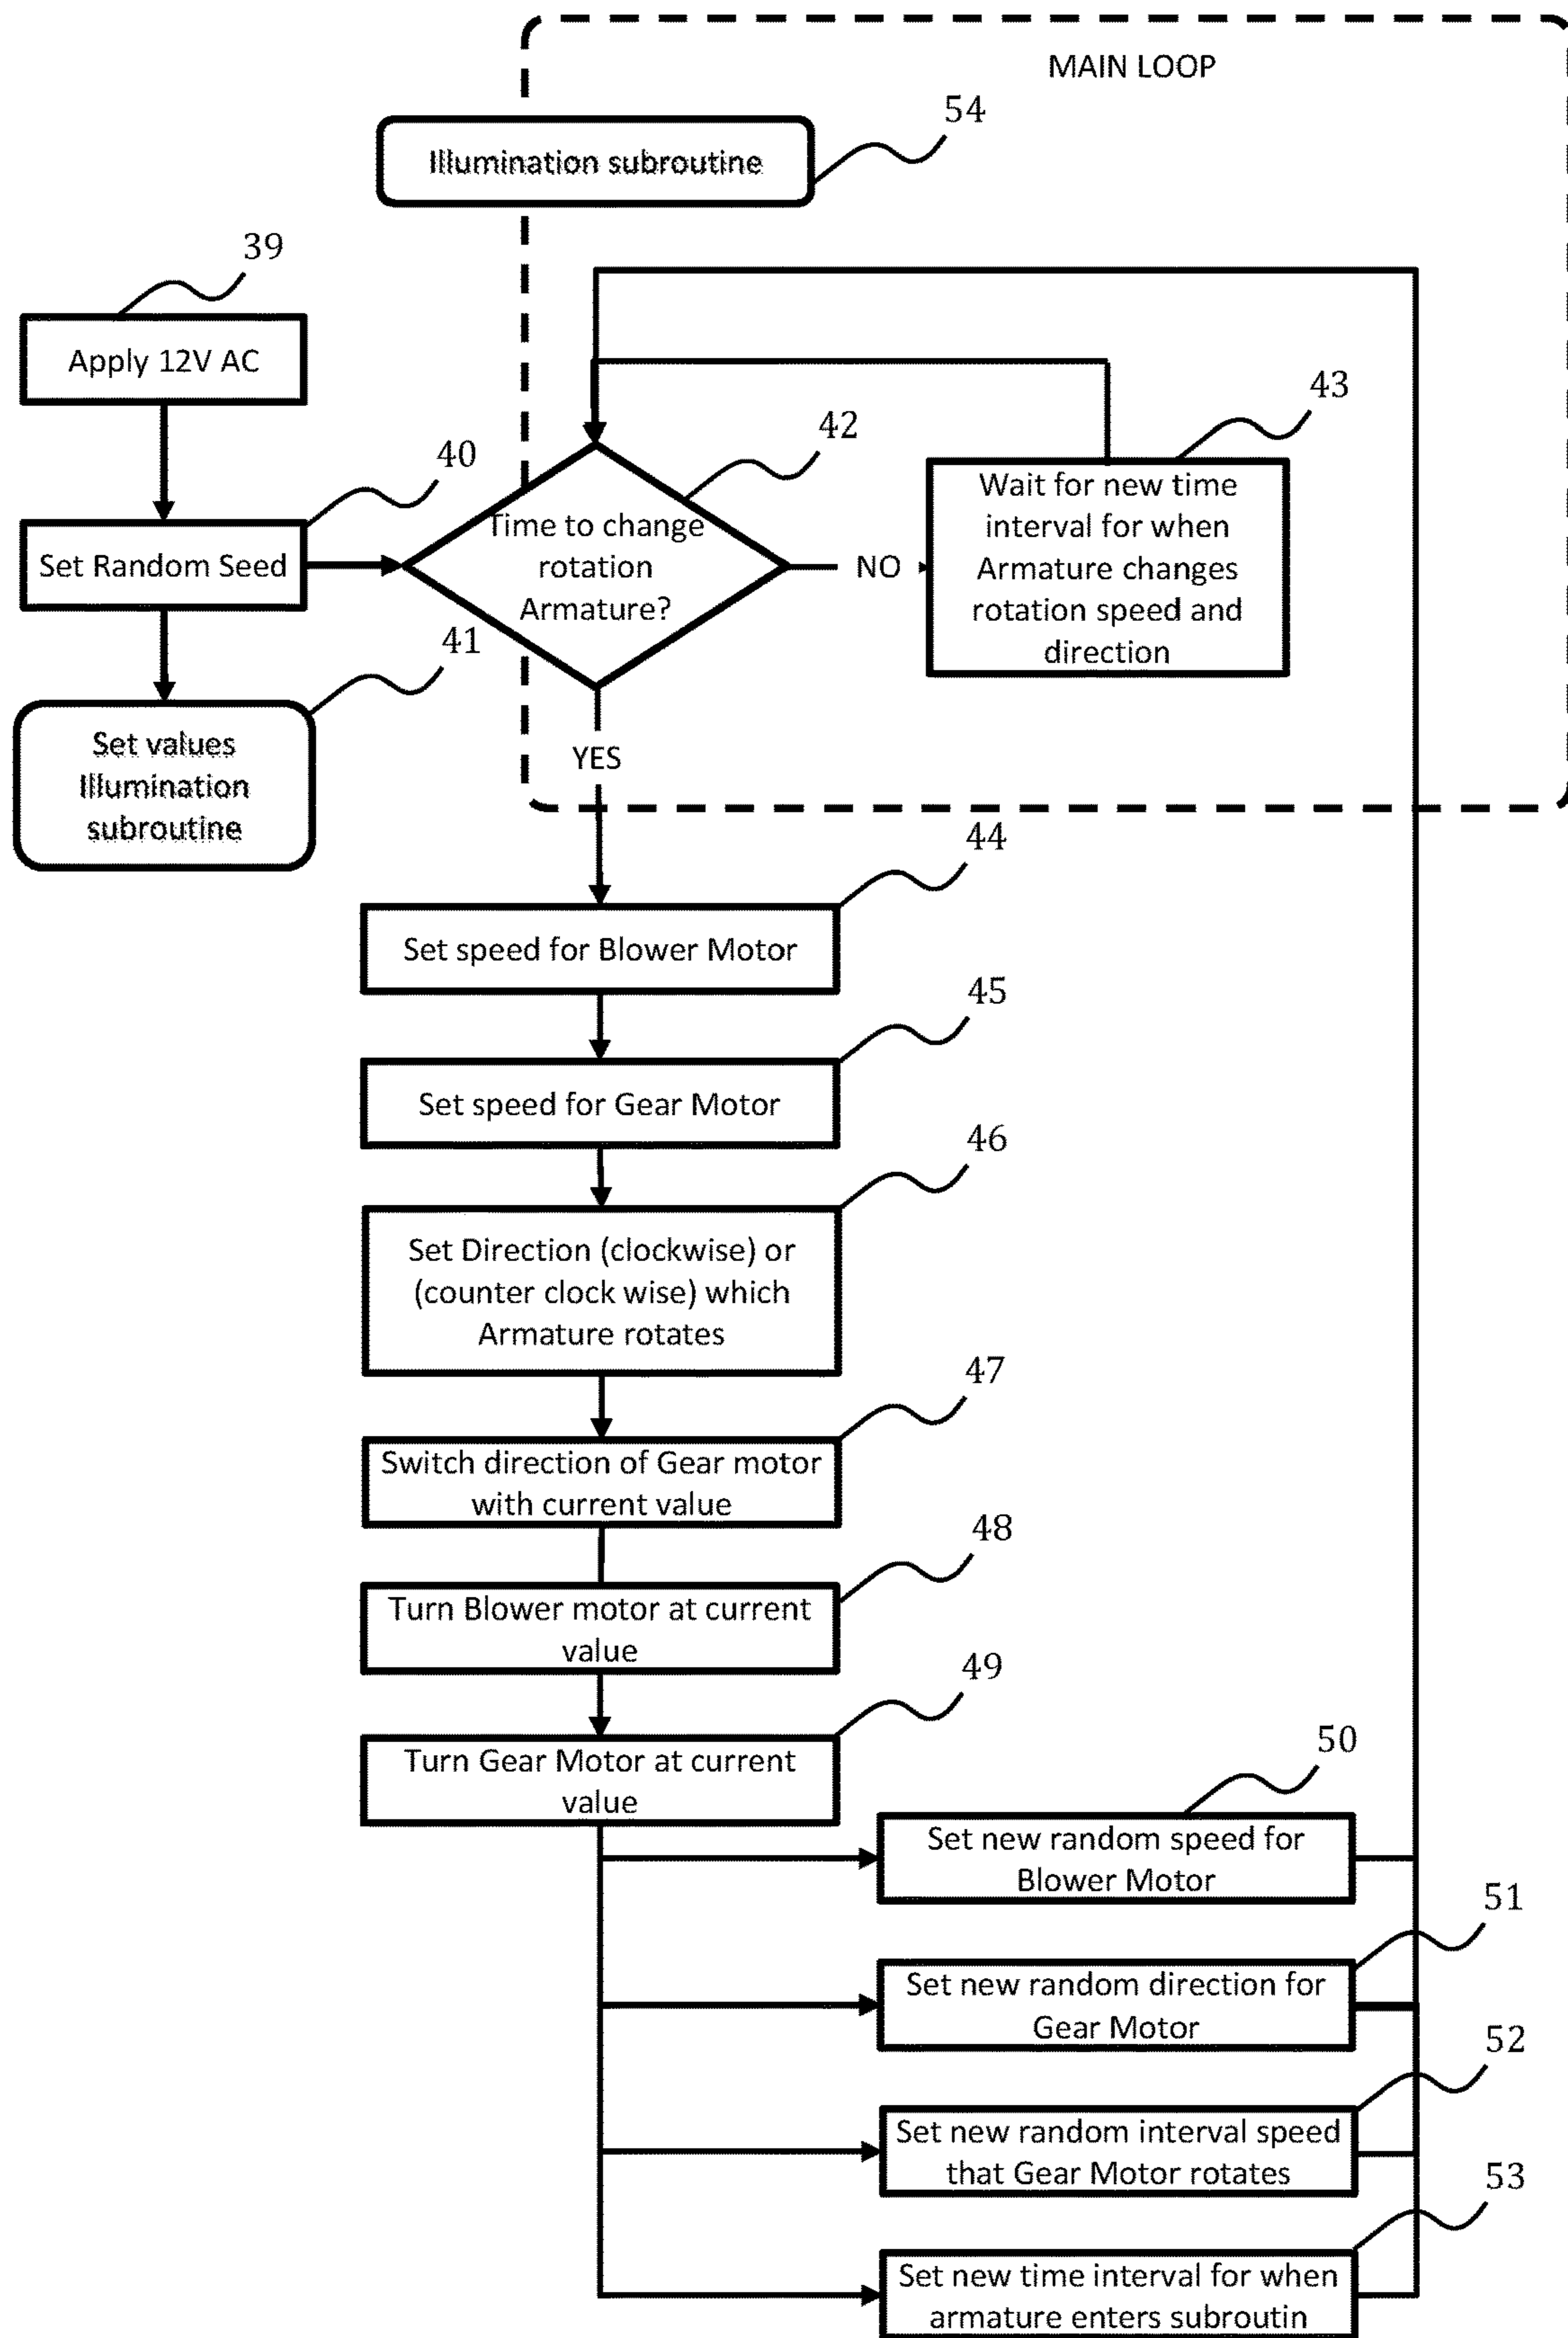 MAIN LOOP
54
Illumination subroutine
39
Apply 12V AC
40
Set Random Seed
41
Set values
Illumination
subroutine
42
Time to change
rotation
Armature?
NO
43
Wait for new time
interval for when
Armature changes
rotation speed and
direction
YES
44
Set speed for Blower Motor
45
Set speed for Gear Motor
46
Set Direction (clockwise) or
(counter clock wise) which
Armature rotates
47
Switch direction of Gear motor
with current value
48
Turn Blower motor at current
value
49
Turn Gear Motor at current
value
50
Set new random speed for
Blower Motor
51
Set new random direction for
Gear Motor
52
Set new random interval speed
that Gear Motor rotates
53
Set new time interval for when
armature enters subroutin